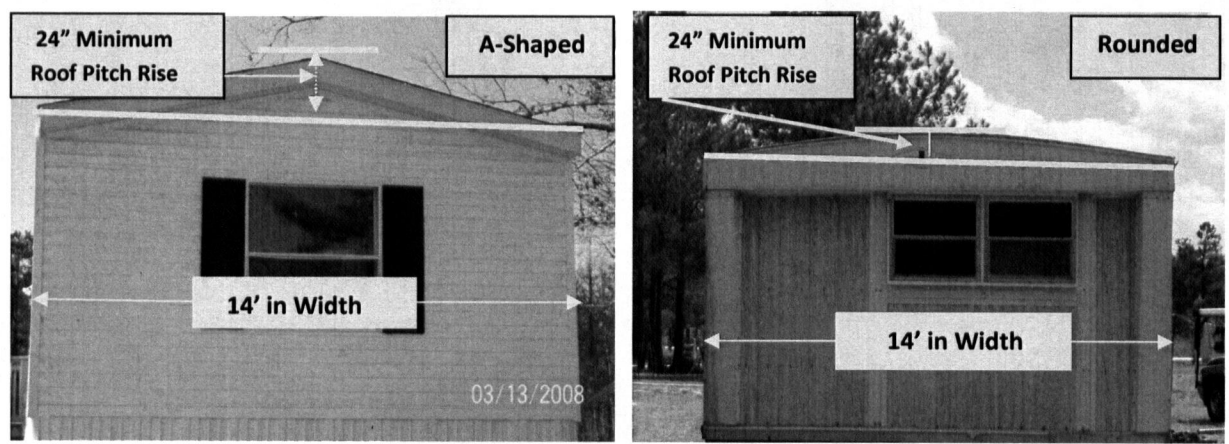 24” Minimum
Roof Pitch Rise
A-Shaped
14’ in Width
03/13/2008
24” Minimum
Roof Pitch Rise
Rounded
14’ in Width